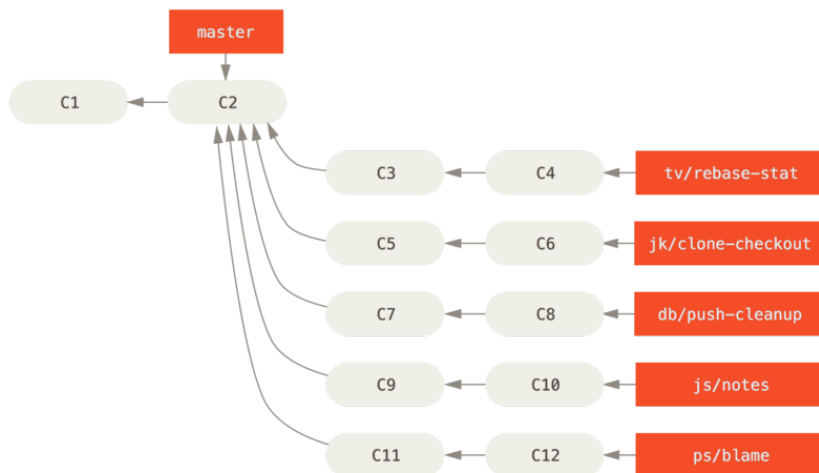 master
C1
C2
C3
C4
tv/rebase-stat
C5
C6
jk/clone-checkout
C7
C8
db/push-cleanup
C9
C10
js/notes
C11
C12
ps/blame